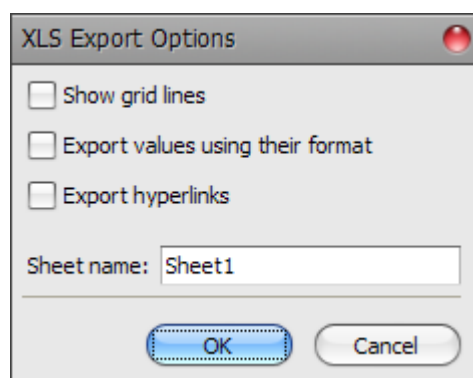 XLS Export Options
Show grid lines
Export values using their format
Export hyperlinks
Sheet name: Sheet1
OK Cancel